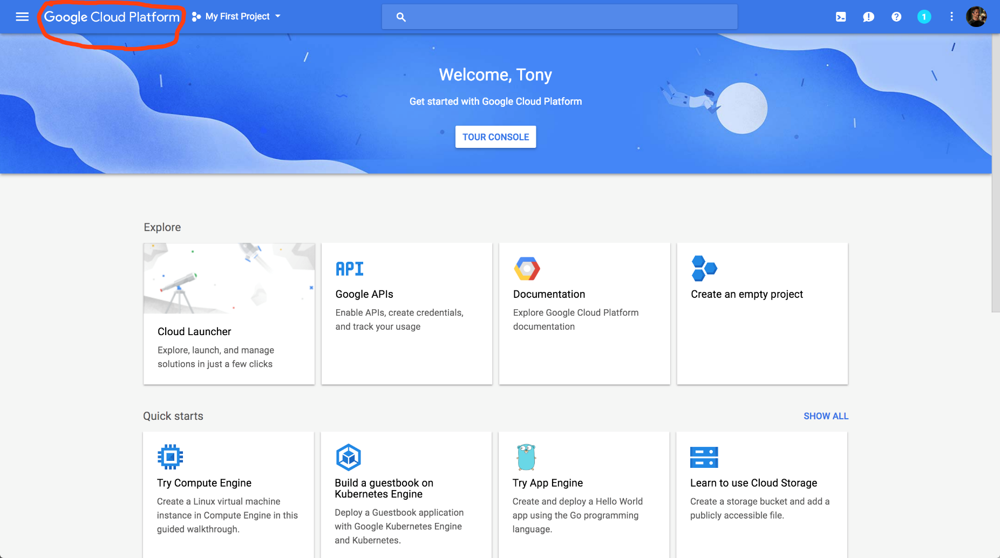 Google Cloud Platform
My First Project
1
Welcome, Tony
Get started with Google Cloud Platform
TOUR CONSOLE
Explore
Cloud Launcher
Explore, launch, and manage
solutions in just a few clicks
API
Google APIs
Enable APIs, create credentials,
and track your usage
Documentation
Explore Google Cloud Platform
documentation
Create an empty project
Quick starts
SHOW ALL
Try Compute Engine
Create a Linux virtual machine
instance in Compute Engine in this
guided walkthrough.
Build a guestbook on
Kubernetes Engine
Deploy a Guestbook application
with Google Kubernetes Engine
and Kubernetes.
Try App Engine
Create and deploy a Hello World
app using the Go programming
language.
Learn to use Cloud Storage
Create a storage bucket and add a
publicly accessible file.